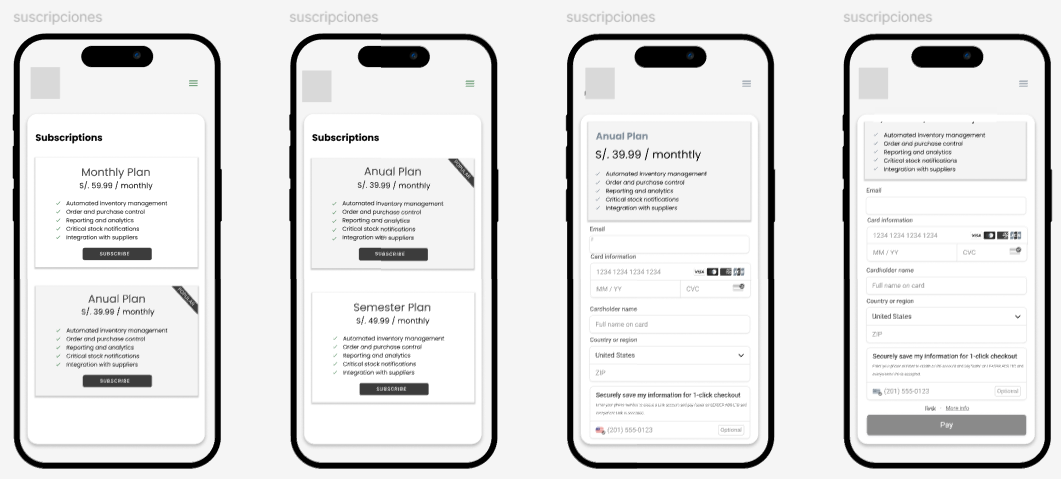 suscripciones
Subscriptions
Monthly Plan
S/. 59.99 / monthly
✓ Automated inventory management
✓ Order and purchase control
✓ Reporting and analytics
✓ Critical stock notifications
✓ Integration with suppliers
SUBSCRIBE
POPULAR
Anual Plan
S/. 39.99 / monthly
✓ Automated inventory management
✓ Order and purchase control
✓ Reporting and analytics
✓ Critical stock notifications
✓ Integration with suppliers
SUBSCRIBE
suscripciones
Subscriptions
POPULAR
Anual Plan
S/. 39.99 / monthly
✓ Automated inventory management
✓ Order and purchase control
✓ Reporting and analytics
✓ Critical stock notifications
✓ Integration with suppliers
SUBSCRIBE
Semester Plan
S/. 49.99 / monthly
✓ Automated inventory management
✓ Order and purchase control
✓ Reporting and analytics
✓ Critical stock notifications
✓ Integration with suppliers
SUBSCRIBE
suscripciones
Anual Plan
S/. 39.99 / monthtly
✓ Automated inventory management
✓ Order and purchase control
✓ Reporting and analytics
✓ Critical stock notifications
✓ Integration with suppliers
Email
Card information
1234 1234 1234 1234 VISA
MM / YY CVC
Cardholder name
Full name on card
Country or region
United States
ZIP
Securely save my information for 1-click checkout
(201) 555-0123 Optional
suscripciones
✓ Automated inventory management
✓ Order and purchase control
✓ Reporting and analytics
✓ Critical stock notifications
✓ Integration with suppliers
Email
Card information
1234 1234 1234 1234 VISA
MM / YY CVC
Cardholder name
Full name on card
Country or region
United States
ZIP
Securely save my information for 1-click checkout
(201) 555-0123 Optional
link More info
Pay